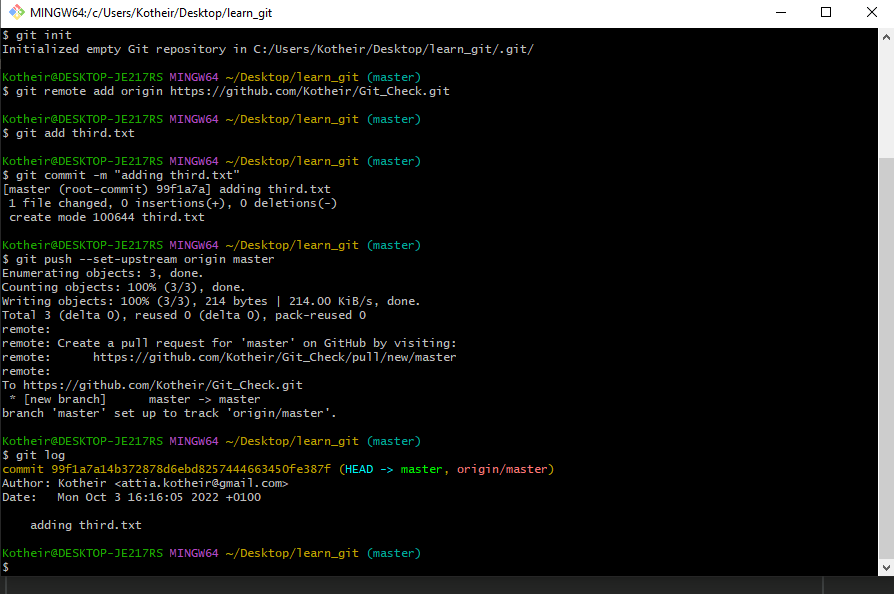 MINGW64:/c/Users/Kotheir/Desktop/learn_git
$ git init
Initialized empty Git repository in C:/Users/Kotheir/Desktop/learn_git/.git/
Kotheir@DESKTOP-JE217RS MINGW64 ~/Desktop/learn_git (master)
$ git remote add origin https://github.com/Kotheir/Git_Check.git
Kotheir@DESKTOP-JE217RS MINGW64 ~/Desktop/learn_git (master)
$ git add third.txt
Kotheir@DESKTOP-JE217RS MINGW64 ~/Desktop/learn_git (master)
$ git commit -m "adding third.txt"
[master (root-commit) 99f1a7a] adding third.txt
 1 file changed, 0 insertions(+), 0 deletions(-)
 create mode 100644 third.txt
Kotheir@DESKTOP-JE217RS MINGW64 ~/Desktop/learn_git (master)
$ git push --set-upstream origin master
Enumerating objects: 3, done.
Counting objects: 100% (3/3), done.
Writing objects: 100% (3/3), 214 bytes | 214.00 KiB/s, done.
Total 3 (delta 0), reused 0 (delta 0), pack-reused 0
remote:
remote: Create a pull request for 'master' on GitHub by visiting:
remote:      https://github.com/Kotheir/Git_Check/pull/new/master
remote:
To https://github.com/Kotheir/Git_Check.git
 * [new branch]      master -> master
branch 'master' set up to track 'origin/master'.
Kotheir@DESKTOP-JE217RS MINGW64 ~/Desktop/learn_git (master)
$ git log
commit 99f1a7a14b372878d6ebd8257444663450fe387f (HEAD -> master, origin/master)
Author: Kotheir <attia.kotheir@gmail.com>
Date:   Mon Oct 3 16:16:05 2022 +0100
    adding third.txt
Kotheir@DESKTOP-JE217RS MINGW64 ~/Desktop/learn_git (master)
$